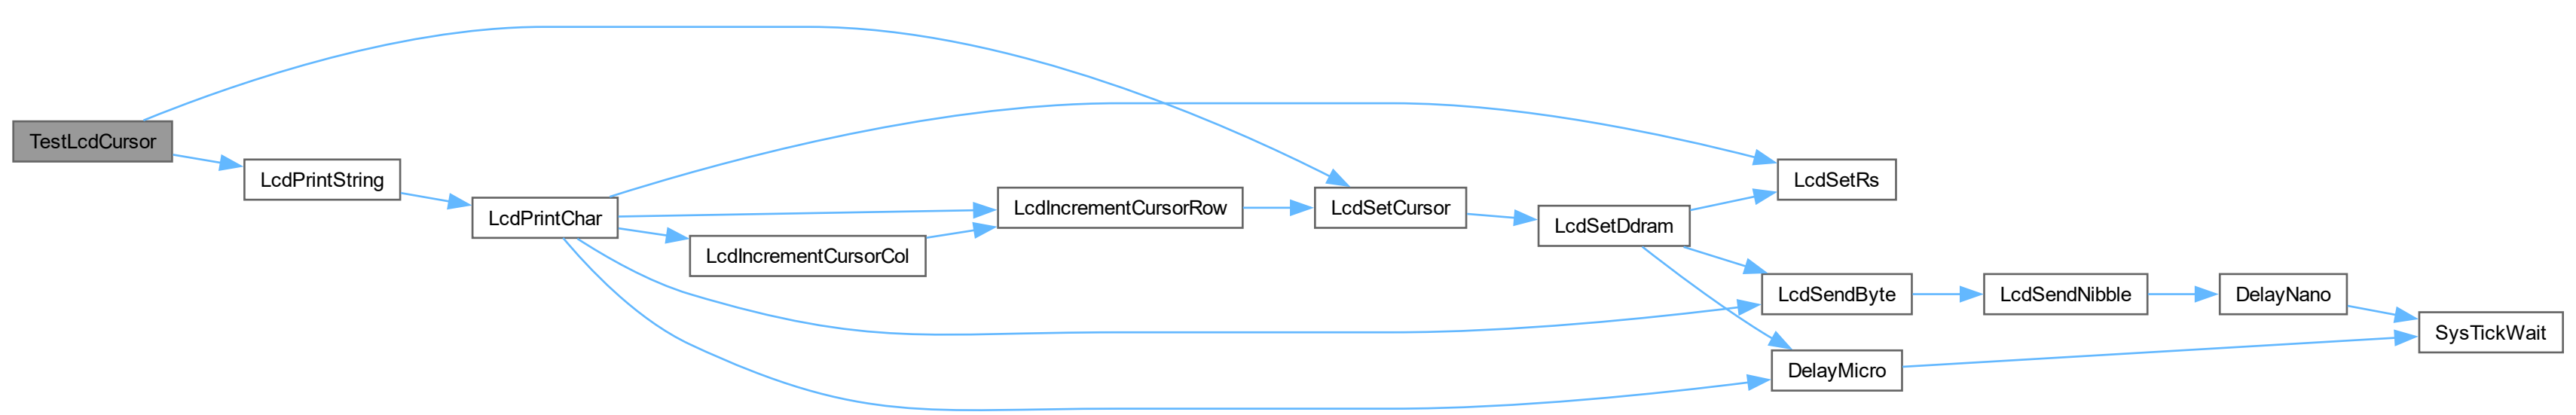 TestLcdCursor
LcdPrintString
LcdPrintChar
LcdIncrementCursorRow
LcdIncrementCursorCol
LcdSetCursor
LcdSetDdram
LcdSetRs
LcdSendByte
LcdSendNibble
DelayNano
SysTickWait
DelayMicro